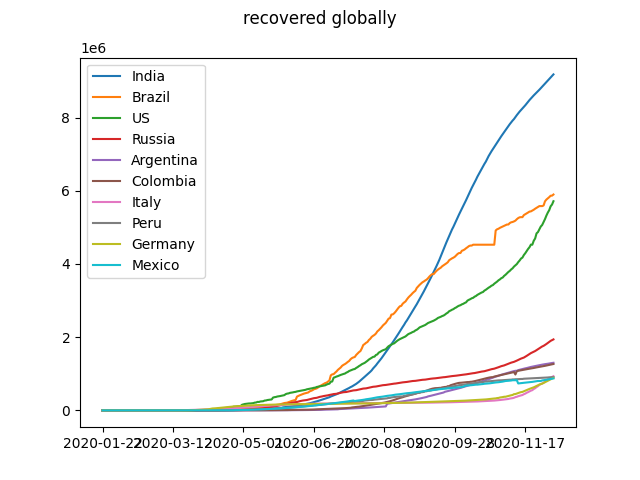 recovered globally
1e6
India
Brazil
US
Russia
Argentina
Colombia
Italy
Peru
Germany
Mexico
8
6
4
2
0
2020-01-22 2020-03-12 2020-05-01 2020-06-20 2020-08-09 2020-09-28 2020-11-17